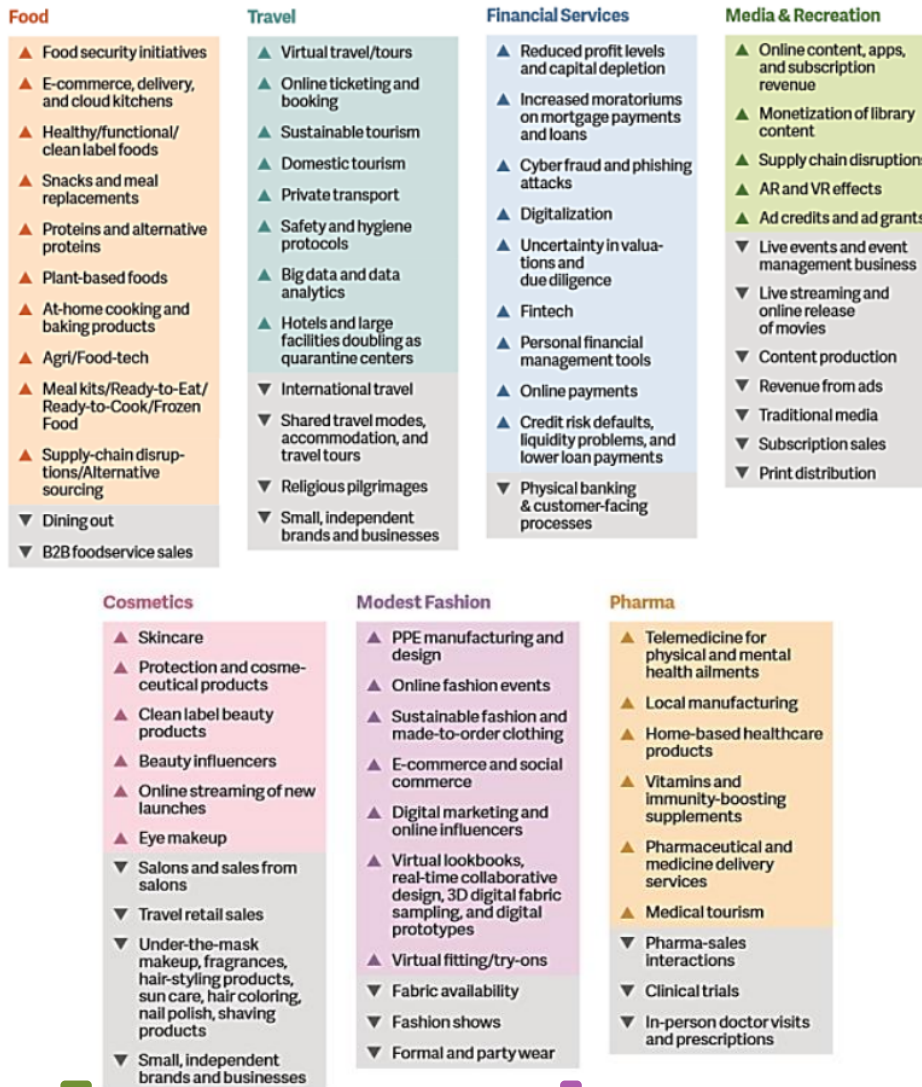 Food
Food security initiatives
E-commerce, delivery,
and cloud kitchens
Healthy/functional/
clean label foods
Snacks and meal
replacements
Proteins and alternative
proteins
Plant-based foods
At-home cooking and
baking products
Agri/Food-tech
Meal kits/Ready-to-Eat/
Ready-to-Cook/Frozen
Food
Supply-chain disrup-
tions/Alternative
sourcing
Dining out
B2B foodservice sales
Travel
Virtual travel/tours
Online ticketing and
booking
Sustainable tourism
Domestic tourism
Private transport
Safety and hygiene
protocols
Big data and data
analytics
Hotels and large
facilities doubling as
quarantine centers
International travel
Shared travel modes,
accommodation, and
travel tours
Religious pilgrimages
Small, independent
brands and businesses
Financial Services
Reduced profit levels
and capital depletion
Increased moratoriums
on mortgage payments
and loans
Cyber fraud and phishing
attacks
Digitalization
Uncertainty in valua-
tions and
due diligence
Fintech
Personal financial
management tools
Online payments
Credit risk defaults,
liquidity problems, and
lower loan payments
Physical banking
& customer-facing
processes
Media & Recreation
Online content, apps,
and subscription
revenue
Monetization of library
content
Supply chain disruptions
AR and VR effects
Ad credits and ad grants
Live events and event
management business
Live streaming and
online release
of movies
Content production
Revenue from ads
Traditional media
Subscription sales
Print distribution
Cosmetics
Skincare
Protection and cosme-
ceutical products
Clean label beauty
products
Beauty influencers
Online streaming of new
launches
Eye makeup
Salons and sales from
salons
Travel retail sales
Under-the-mask
makeup, fragrances,
hair-styling products,
sun care, hair coloring,
nail polish, shaving
products
Small, independent
brands and businesses
Modest Fashion
PPE manufacturing and
design
Online fashion events
Sustainable fashion and
made-to-order clothing
E-commerce and social
commerce
Digital marketing and
online influencers
Virtual lookbooks,
real-time collaborative
design, 3D digital fabric
sampling, and digital
prototypes
Virtual fitting/try-ons
Fabric availability
Fashion shows
Formal and party wear
Pharma
Telemedicine for
physical and mental
health ailments
Local manufacturing
Home-based healthcare
products
Vitamins and
immunity-boosting
supplements
Pharmaceutical and
medicine delivery
services
Medical tourism
Pharma-sales
interactions
Clinical trials
In-person doctor visits
and prescriptions